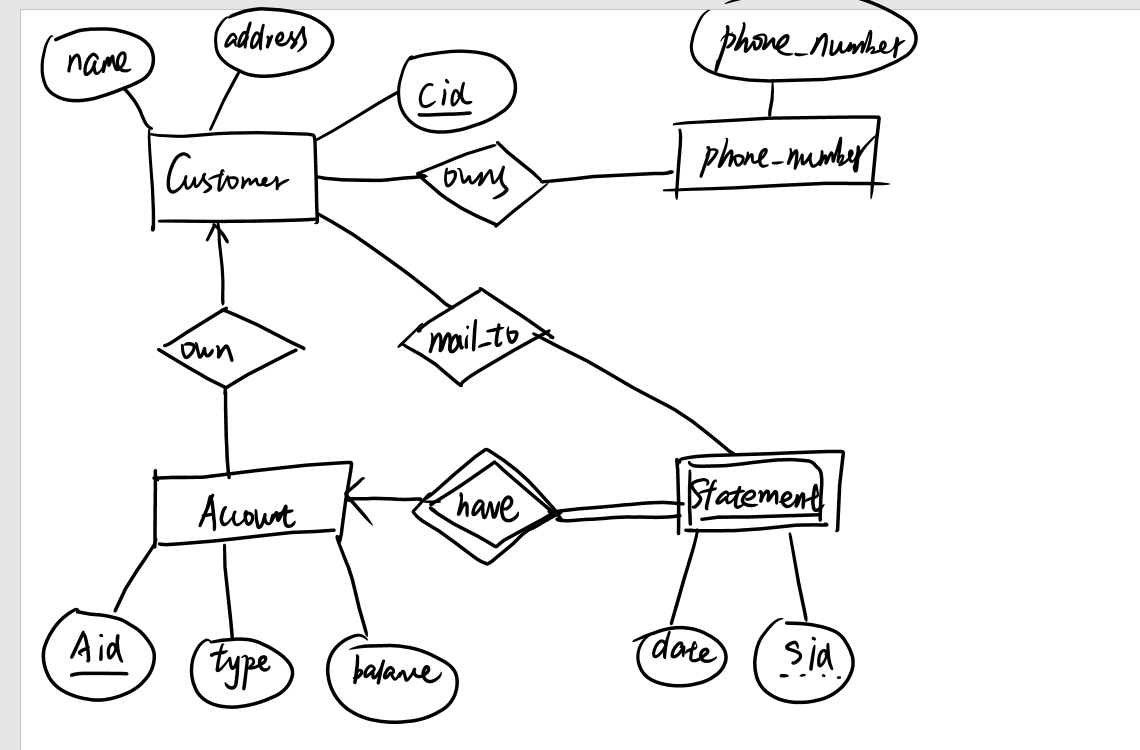 name
address
Cid
phone_number
Customer
owns
phone_number
own
mail_to
Account
have
Statement
Aid
type
balance
date
Sid